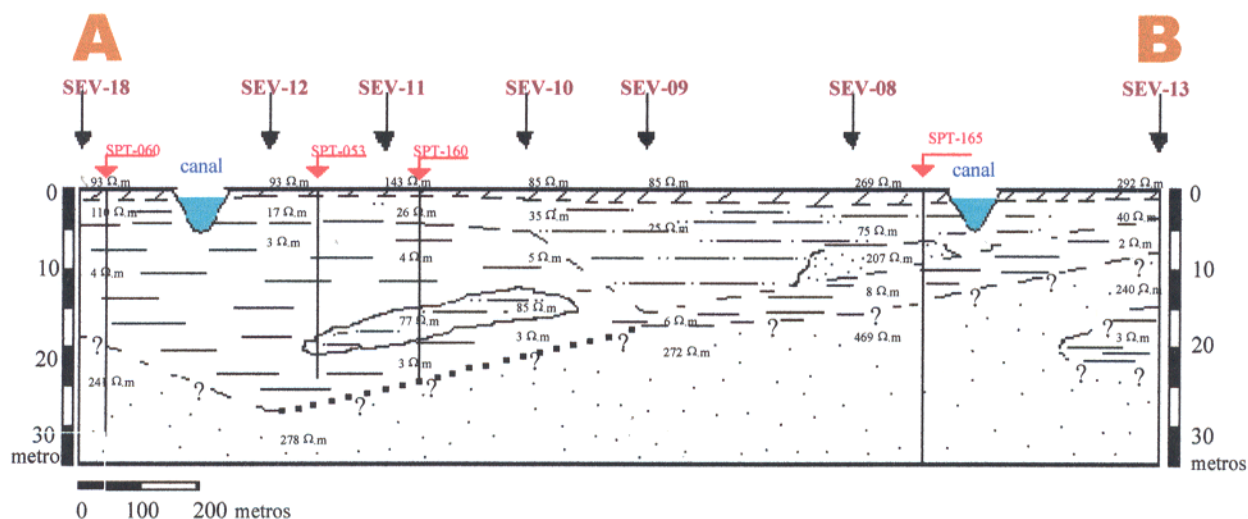 A
B
SEV-18
SEV-12
SEV-11
SEV-10
SEV-09
SEV-08
SEV-13
SPT-060
canal
SPT-053
SPT-160
SPT-165
canal
0
93 Ω.m
93 Ω.m
143 Ω.m
85 Ω.m
85 Ω.m
269 Ω.m
292 Ω.m
0
110 Ω.m
17 Ω.m
26 Ω.m
35 Ω.m
25 Ω.m
75 Ω.m
40 Ω.m
3 Ω.m
2 Ω.m
4 Ω.m
4 Ω.m
5 Ω.m
207 Ω.m
?
10
10
8 Ω.m
?
?
240 Ω.m
77 Ω.m
85 Ω.m
6 Ω.m
?
?
?
?
3 Ω.m
3 Ω.m
272 Ω.m
469 Ω.m
3 Ω.m
20
20
241 Ω.m
3 Ω.m
?
?
?
?
?
?
?
278 Ω.m
30
metros
30
metros
0 100 200 metros